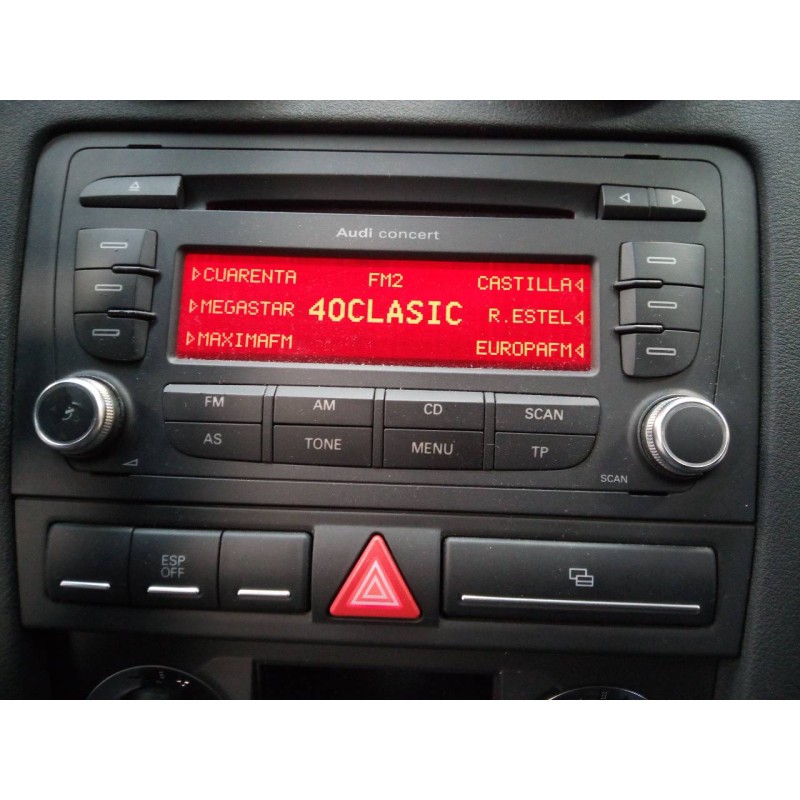 Audi concert
CUARENTA FM2 CASTILLA
MEGASTAR 40CLASIC R.ESTEL
MAXIMAFM EUROPAFM
FM AM CD SCAN
AS TONE MENU TP
SCAN
ESP
OFF